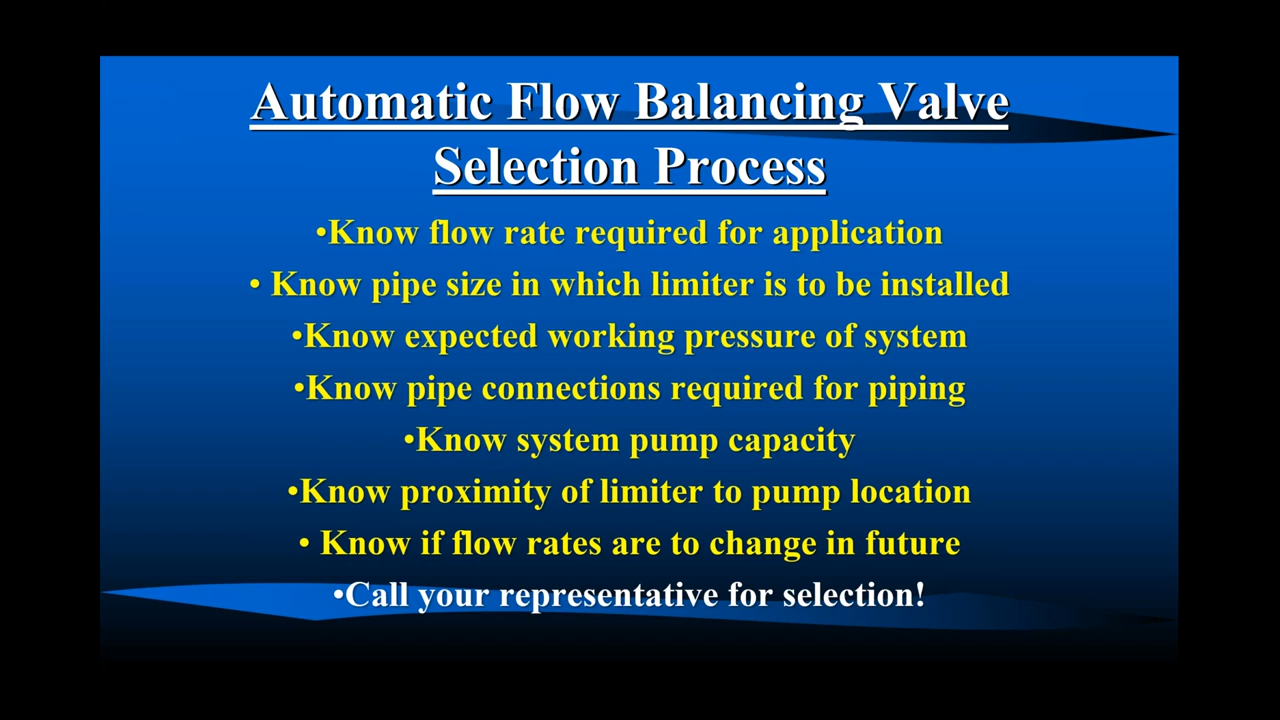 Automatic Flow Balancing Valve
Selection Process
•Know flow rate required for application
• Know pipe size in which limiter is to be installed
•Know expected working pressure of system
•Know pipe connections required for piping
•Know system pump capacity
•Know proximity of limiter to pump location
• Know if flow rates are to change in future
•Call your representative for selection!